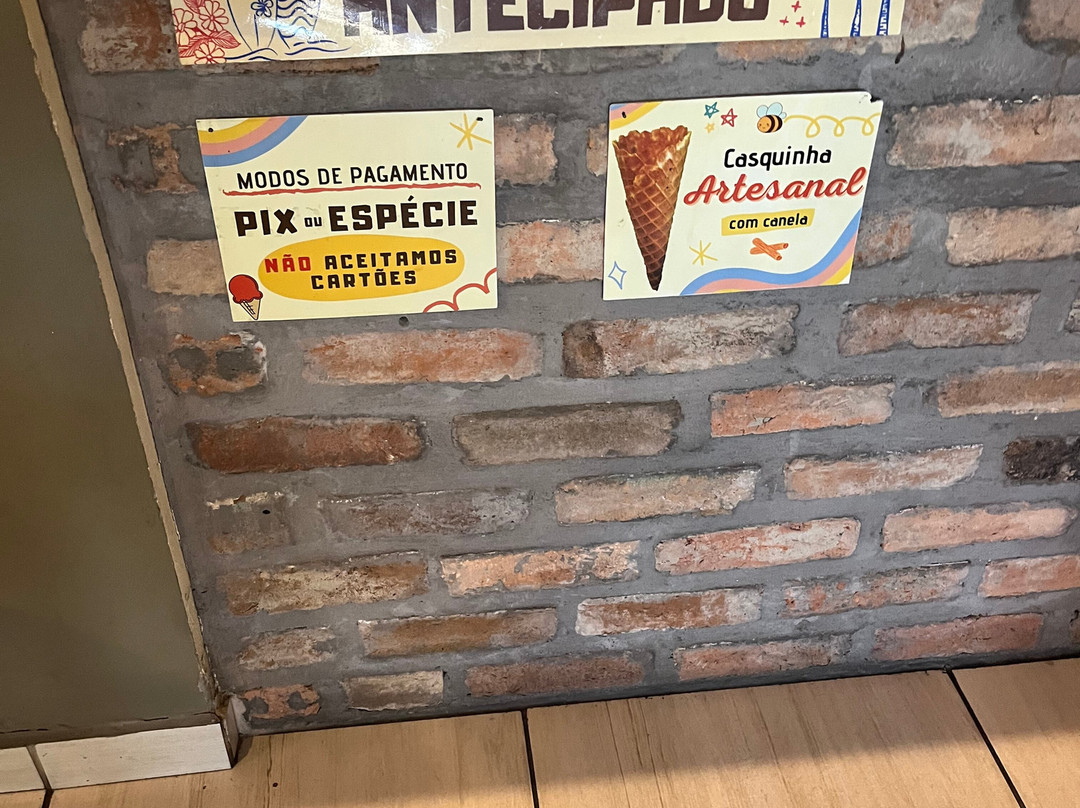 ANTECIPADO
MODOS DE PAGAMENTO
PIX OU ESPÉCIE
NÃO ACEITAMOS
CARTÕES
Casquinha
Artesanal
com canela